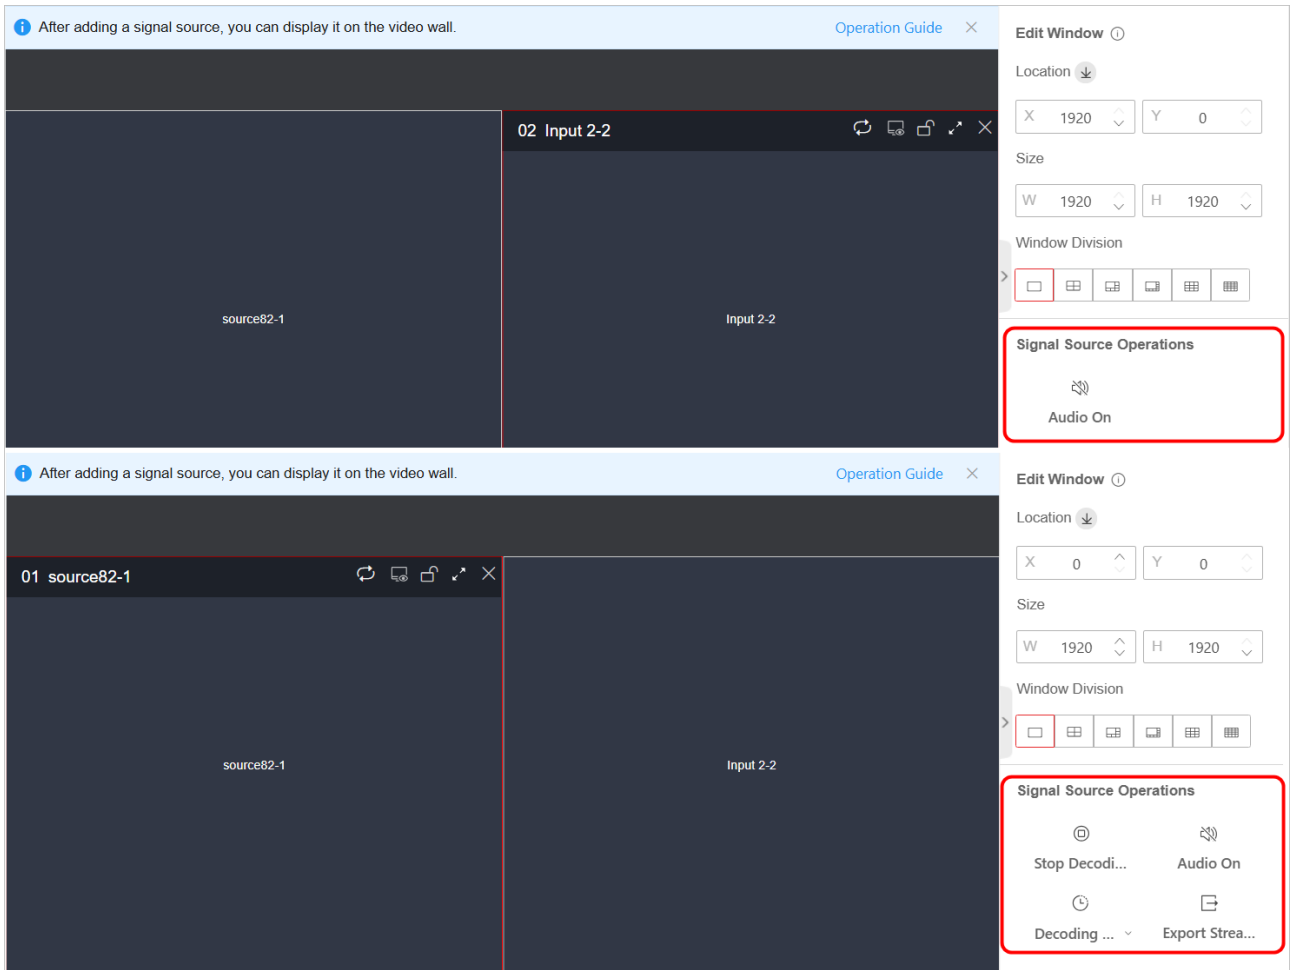 After adding a signal source, you can display it on the video wall.
Operation Guide
02 Input 2-2
source82-1
Input 2-2
Edit Window
Location
X 1920
Y 0
Size
W 1920
H 1920
Window Division
Signal Source Operations
Audio On
After adding a signal source, you can display it on the video wall.
Operation Guide
01 source82-1
source82-1
Input 2-2
Edit Window
Location
X 0
Y 0
Size
W 1920
H 1920
Window Division
Signal Source Operations
Stop Decodi...
Audio On
Decoding ...
Export Strea...